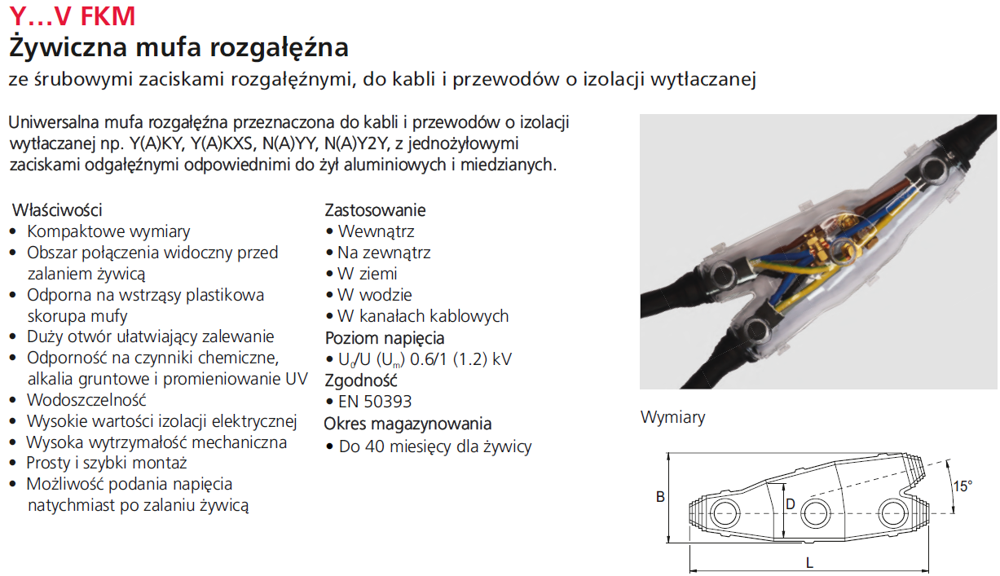 Y...V FKM
Żywiczna mufa rozgałęźna
ze śrubowymi zaciskami rozgałęźnymi, do kabli i przewodów o izolacji wytłaczanej
Uniwersalna mufa rozgałęźna przeznaczona do kabli i przewodów o izolacji
wytłaczanej np. Y(A)KY, Y(A)KXS, N(A)YY, N(A)Y2Y, z jednożyłowymi
zaciskami odgałęźnymi odpowiednimi do żył aluminiowych i miedzianych.
Właściwości
• Kompaktowe wymiary
• Obszar połączenia widoczny przed
zalaniem żywicą
• Odporna na wstrząsy plastikowa
skorupa mufy
• Duży otwór ułatwiający zalewanie
• Odporność na czynniki chemiczne,
alkalia gruntowe i promieniowanie UV
• Wodoszczelność
• Wysokie wartości izolacji elektrycznej
• Wysoka wytrzymałość mechaniczna
• Prosty i szybki montaż
• Możliwość podania napięcia
natychmiast po zalaniu żywicą
Zastosowanie
• Wewnątrz
• Na zewnątrz
• W ziemi
• W wodzie
• W kanałach kablowych
Poziom napięcia
• U₀/U (Uₘ) 0.6/1 (1.2) kV
Zgodność
• EN 50393
Okres magazynowania
• Do 40 miesięcy dla żywicy
Wymiary
B
D
15°
L